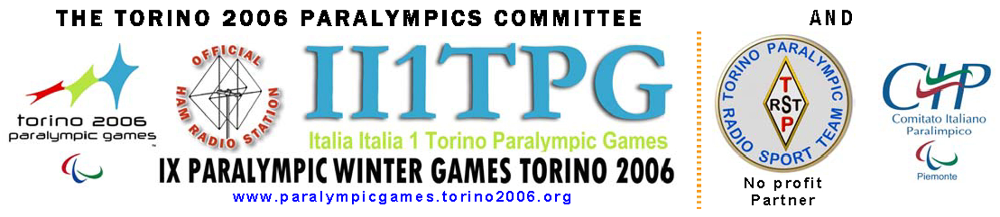 THE TORINO 2006 PARALYMPICS COMMITTEE
AND
torino 2006
paralympic games
™
OFFICIAL
HAM RADIO STATION
II1TPG
Italia Italia 1 Torino Paralympic Games
IX PARALYMPIC WINTER GAMES TORINO 2006
www.paralympicgames.torino2006.org
TORINO PARALYMPIC
RADIO SPORT TEAM
T
RST
P
No profit
Partner
CIP
Comitato Italiano
Paralimpico
Piemonte